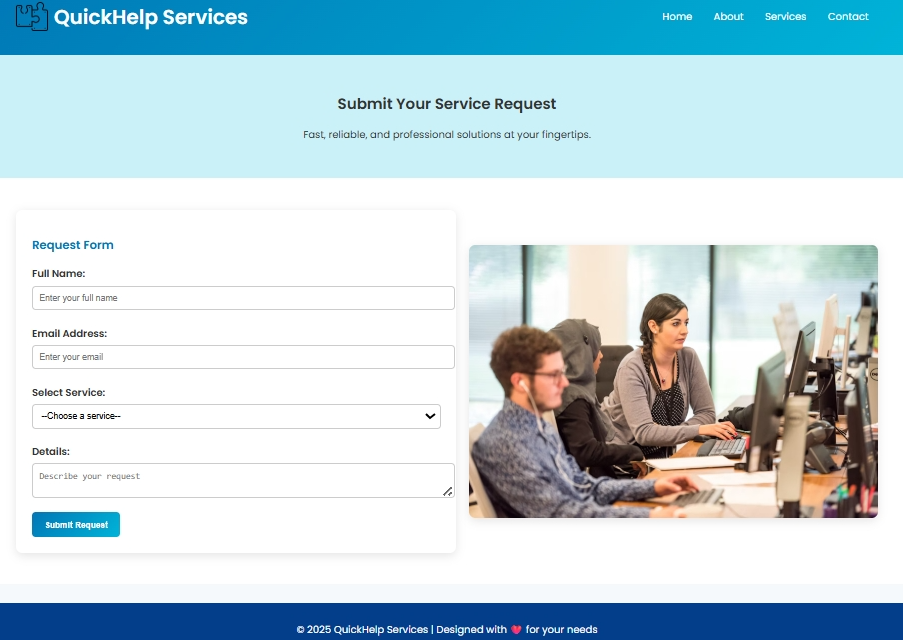 QuickHelp Services
Home
About
Services
Contact
Submit Your Service Request
Fast, reliable, and professional solutions at your fingertips.
Request Form
Full Name:
Enter your full name
Email Address:
Enter your email
Select Service:
--Choose a service--
Details:
Describe your request
Submit Request
© 2025 QuickHelp Services | Designed with ❤️ for your needs